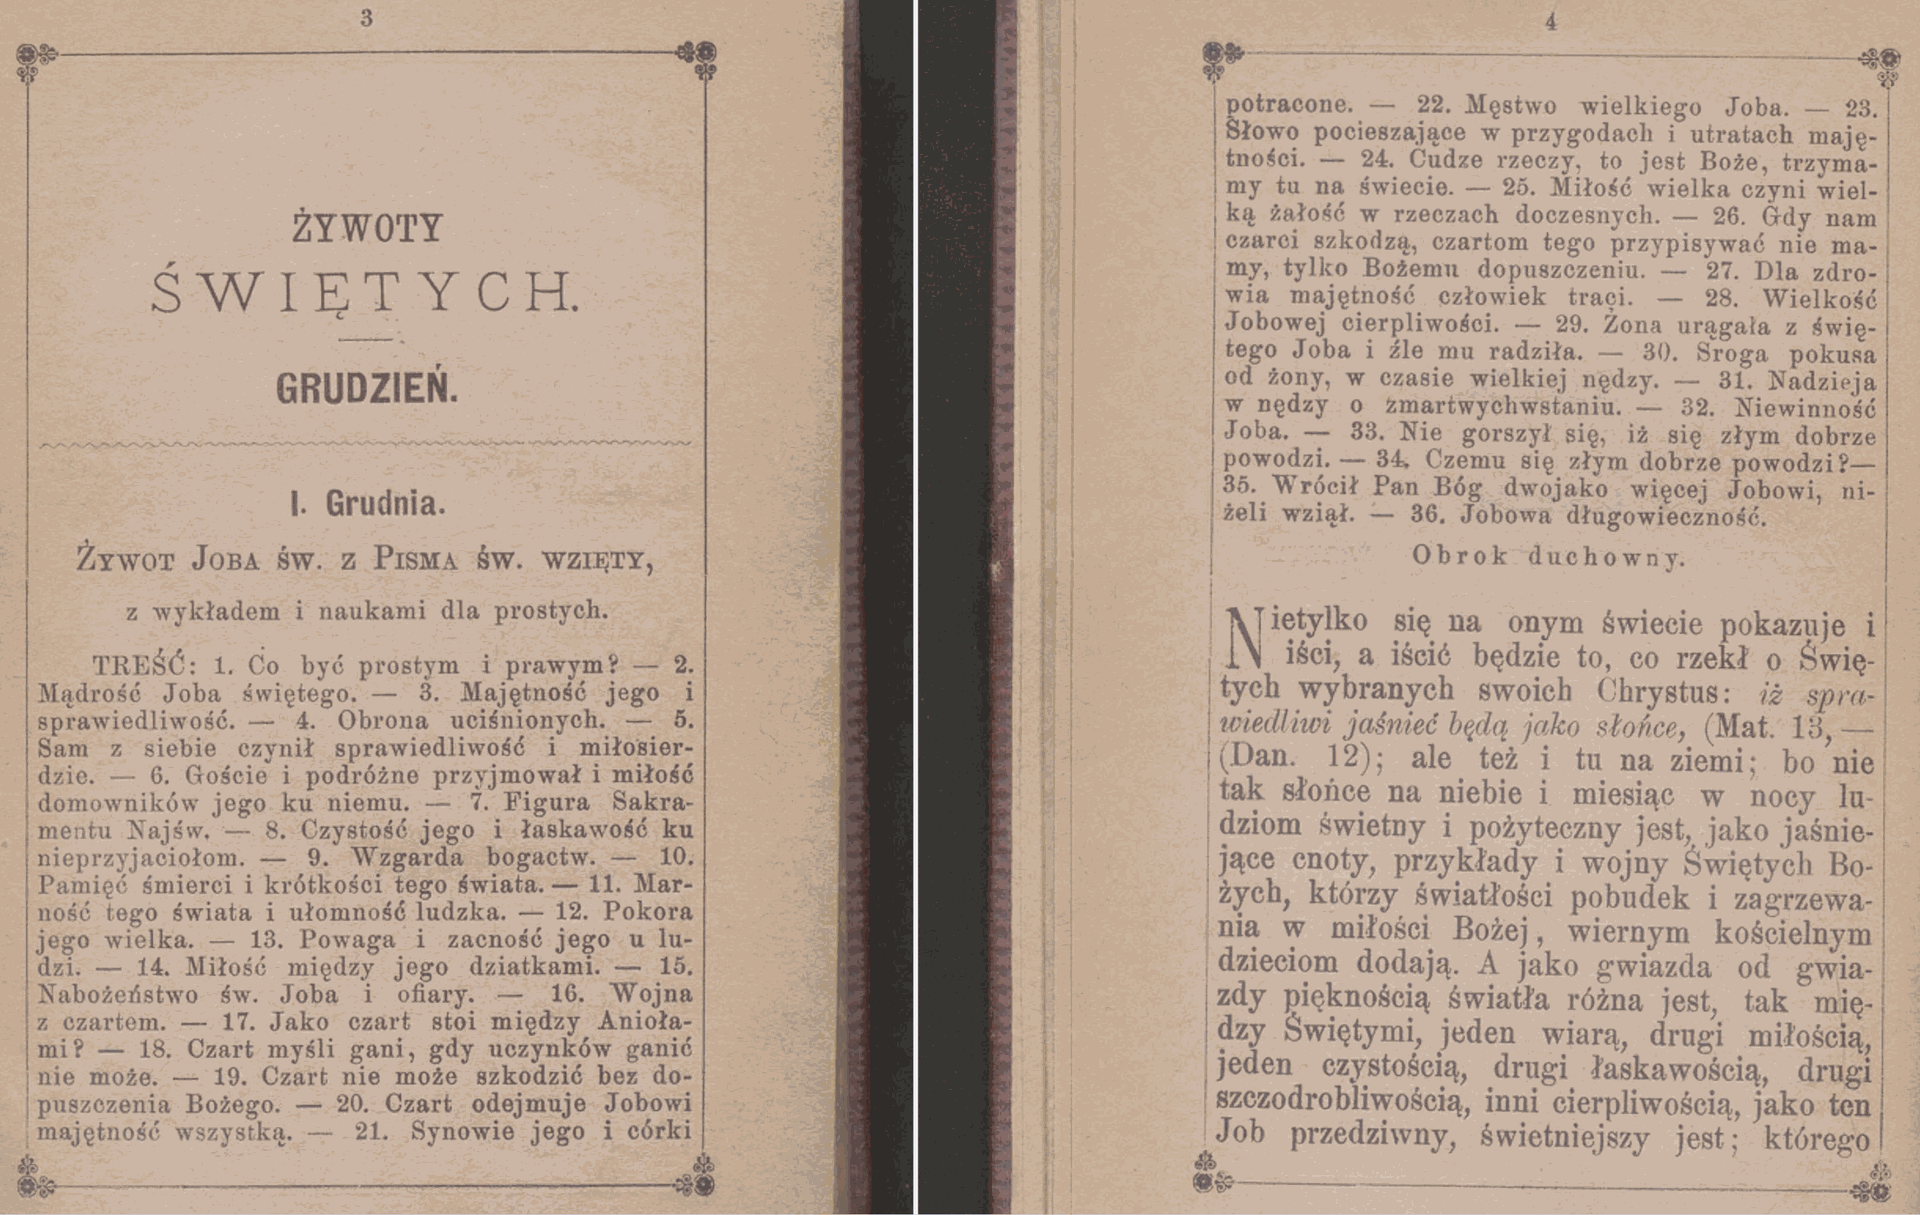 3
ŻYWOTY
ŚWIĘTYCH.
GRUDZIEŃ.
I. Grudnia.
ŻYWOT JOBA ŚW. Z PISMA ŚW. WZIĘTY,
z wykładem i naukami dla prostych.
TREŚĆ: 1. Co być prostym i prawym? — 2.
Mądrość Joba świętego. — 3. Majętność jego i
sprawiedliwość. — 4. Obrona uciśnionych. — 5.
Sam z siebie czynił sprawiedliwość i miłosier-
dzie. — 6. Goście i podróżne przyjmował i miłość
domowników jego ku niemu. — 7. Figura Sakra-
mentu Najśw. — 8. Czystość jego i łaskawość ku
nieprzyjaciołom. — 9. Wzgarda bogactw. — 10.
Pamięć śmierci i krótkości tego świata. — 11. Mar-
ność tego świata i ułomność ludzka. — 12. Pokora
jego wielka. — 13. Powaga i zacność jego u lu-
dzi. — 14. Miłość między jego dziatkami. — 15.
Nabożeństwo św. Joba i ofiary. — 16. Wojna
z czartem. — 17. Jako czart stoi między Anioła-
mi? — 18. Czart myśli gani, gdy uczynków ganić
nie może. — 19. Czart nie może szkodzić bez do-
puszczenia Bożego. — 20. Czart odejmuje Jobowi
majętność wszystką. — 21. Synowie jego i córki
4
potracone. — 22. Męstwo wielkiego Joba. — 23.
Słowo pocieszające w przygodach i utratach maję-
tności. — 24. Cudze rzeczy, to jest Boże, trzyma-
my tu na świecie. — 25. Miłość wielka czyni wiel-
ką żałość w rzeczach doczesnych. — 26. Gdy nam
czarci szkodzą, czartom tego przypisywać nie ma-
my, tylko Bożemu dopuszczeniu. — 27. Dla zdro-
wia majętność człowiek traci. — 28. Wielkość
Jobowej cierpliwości. — 29. Żona urągała z świę-
tego Joba i źle mu radziła. — 30. Sroga pokusa
od żony, w czasie wielkiej nędzy. — 31. Nadzieja
w nędzy o zmartwychwstaniu. — 32. Niewinność
Joba. — 33. Nie gorszył się, iż się złym dobrze
powodzi. — 34. Czemu się złym dobrze powodzi?—
35. Wrócił Pan Bóg dwojako więcej Jobowi, ni-
żeli wziął. — 36. Jobowa długowieczność.
Obrok duchowny.
Nietylko się na onym świecie pokazuje i
iści, a iścić będzie to, co rzekł o Świę-
tych wybranych swoich Chrystus: iż spra-
wiedliwi jaśnieć będą jako słońce, (Mat. 13, —
(Dan. 12); ale też i tu na ziemi; bo nie
tak słońce na niebie i miesiąc w nocy lu-
dziom świetny i pożyteczny jest, jako jaśnie-
jące cnoty, przykłady i wojny Świętych Bo-
żych, którzy światłości pobudek i zagrzewa-
nia w miłości Bożej, wiernym kościelnym
dzieciom dodają. A jako gwiazda od gwia-
zdy pięknością światła różna jest, tak mię-
dzy Świętymi, jeden wiarą, drugi miłością,
jeden czystością, drugi łaskawością, drugi
szczodrobliwością, inni cierpliwością, jako ten
Job przedziwny, świetniejszy jest; którego